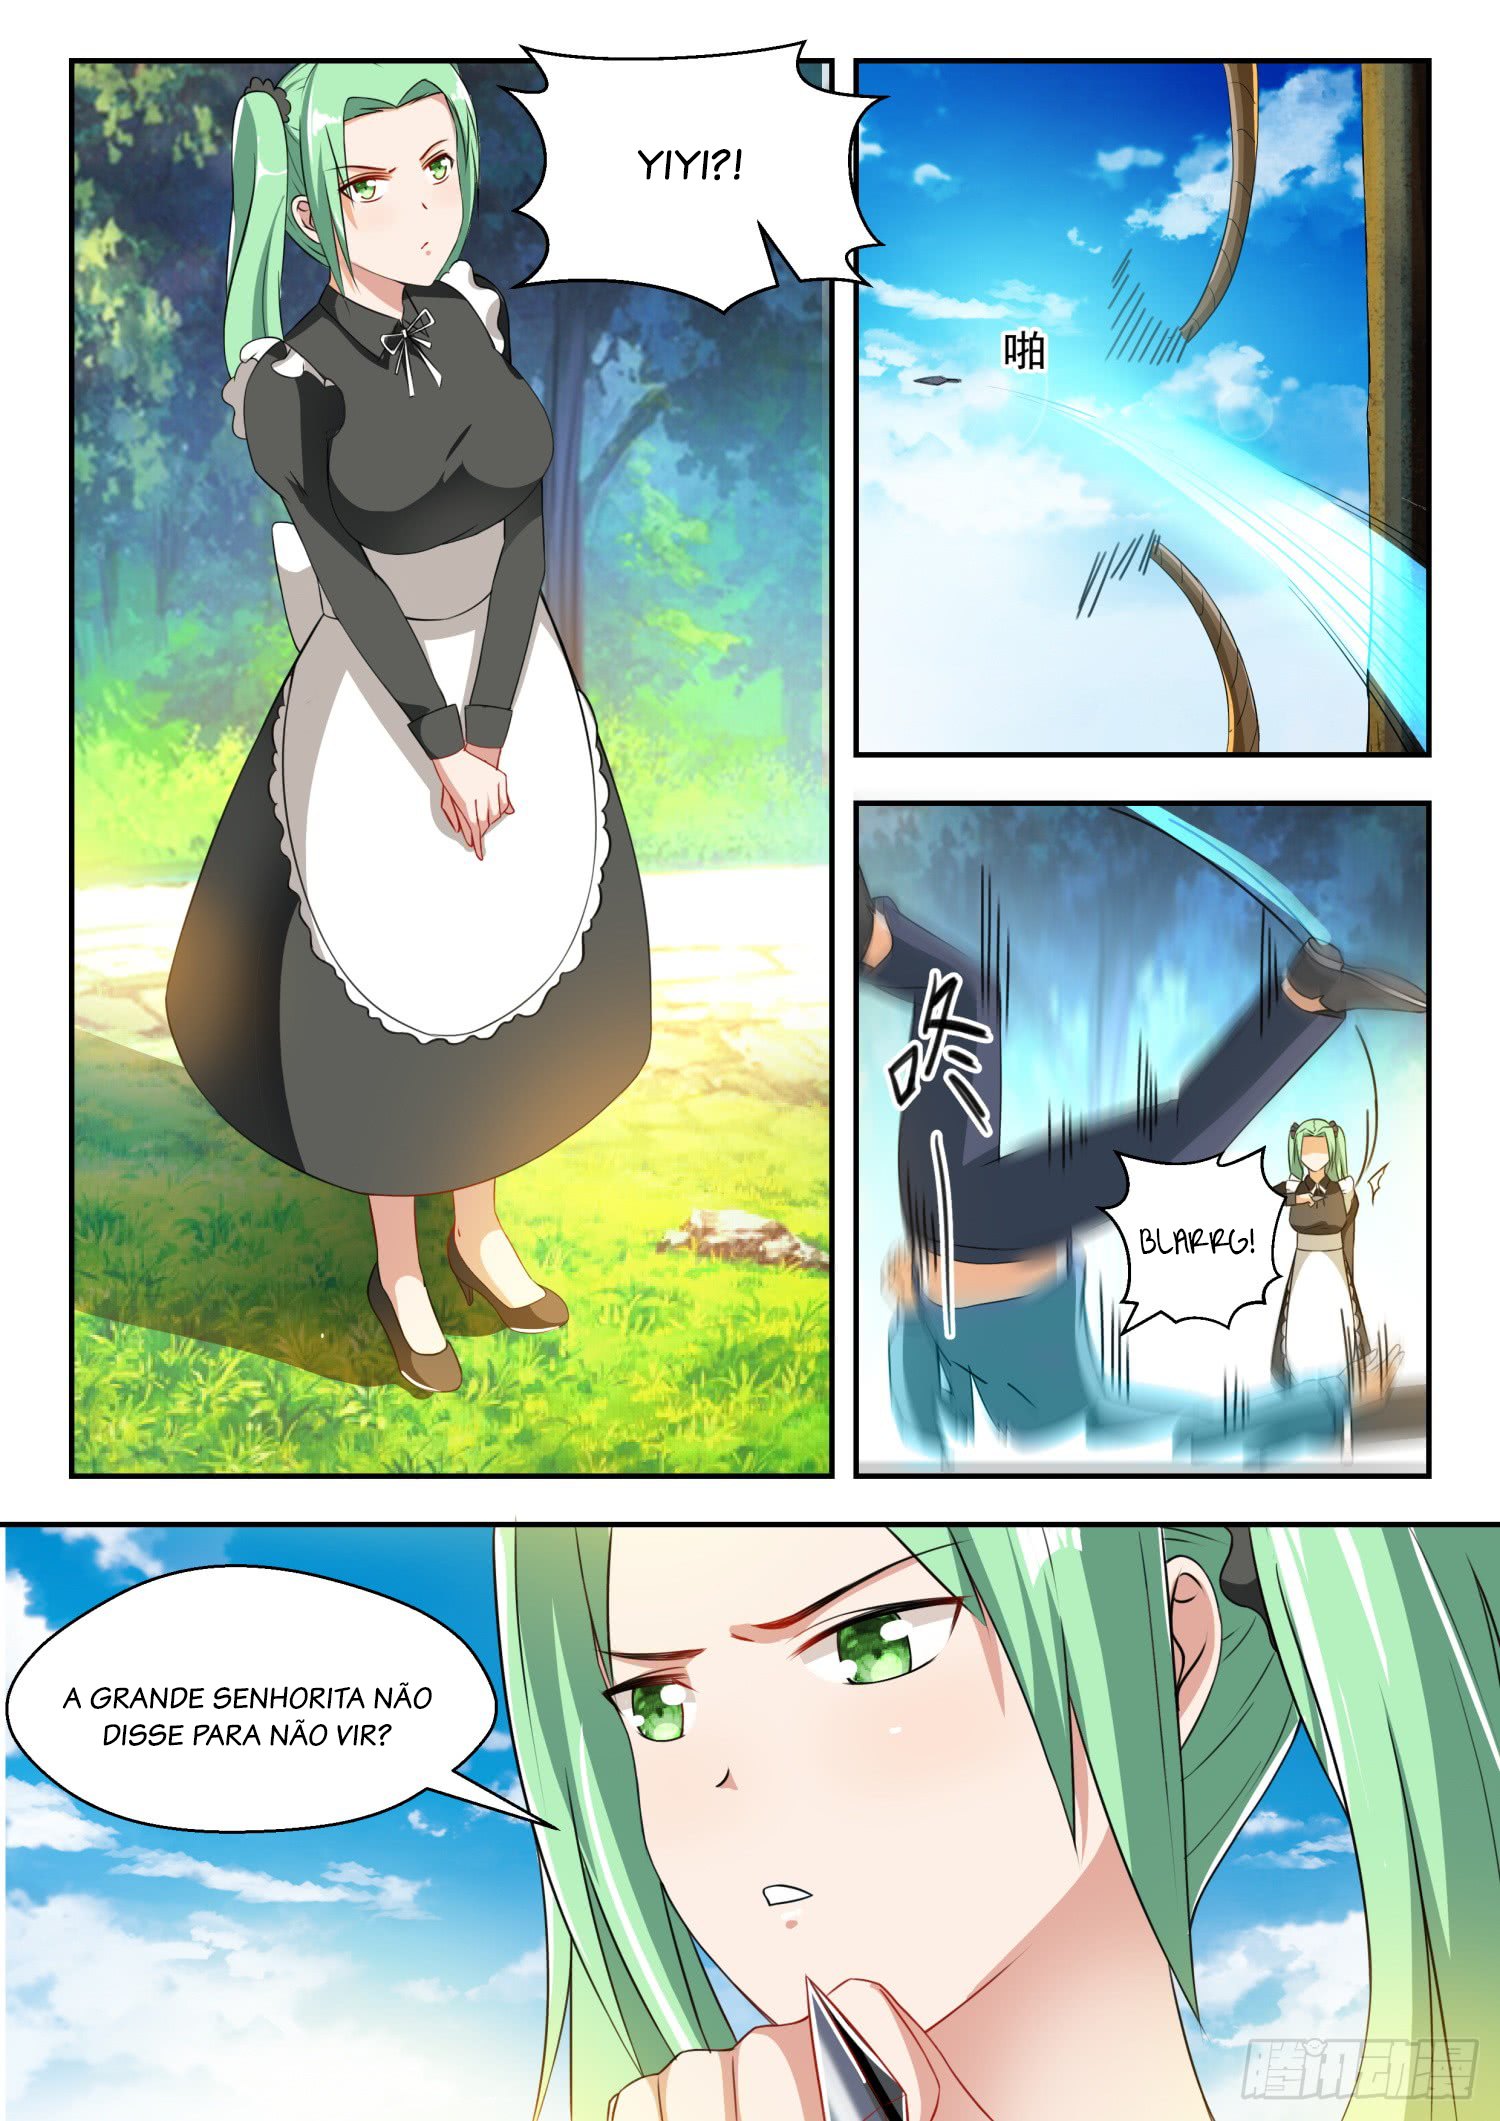 YIYI?!
啪
咚
BLARRG!
A GRANDE SENHORITA NÃO
DISSE PARA NÃO VIR?
腾讯动漫